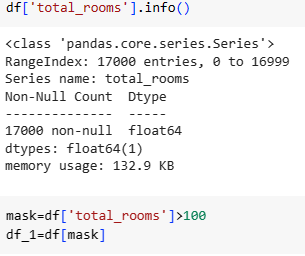 df['total_rooms'].info()
<class 'pandas.core.series.Series'>
RangeIndex: 17000 entries, 0 to 16999
Series name: total_rooms
Non-Null Count  Dtype
--------------  -----
17000 non-null  float64
dtypes: float64(1)
memory usage: 132.9 KB
mask=df['total_rooms']>100
df_1=df[mask]